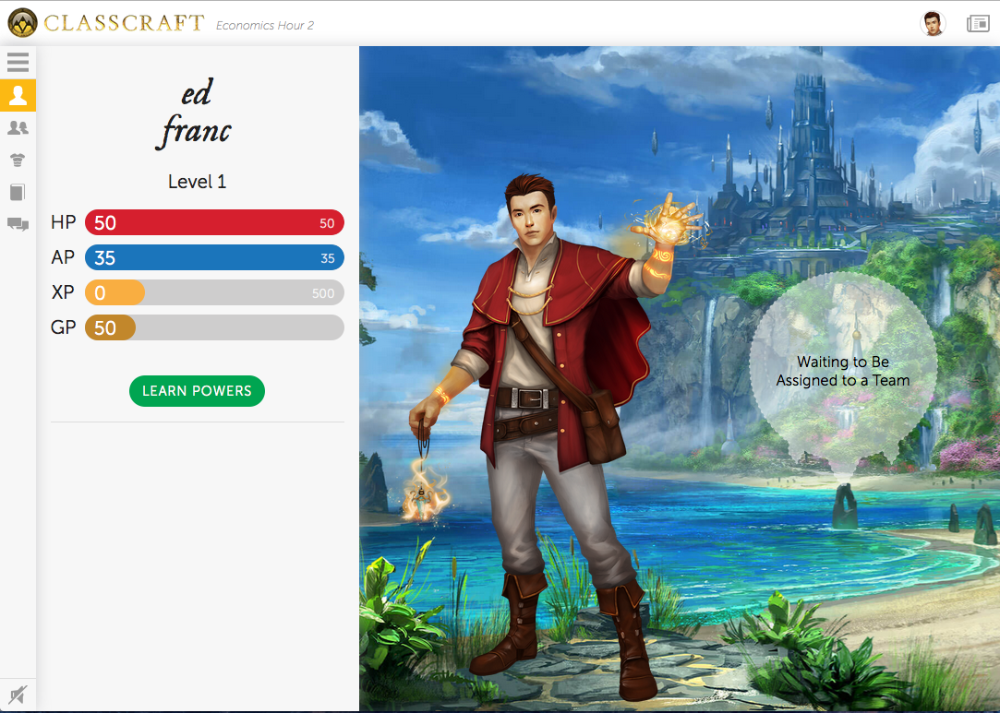 CLASSCRAFT Economics Hour 2
ed
franc
Level 1
HP 50 50
AP 35 35
XP 0 500
GP 50
LEARN POWERS
Waiting to Be
Assigned to a Team